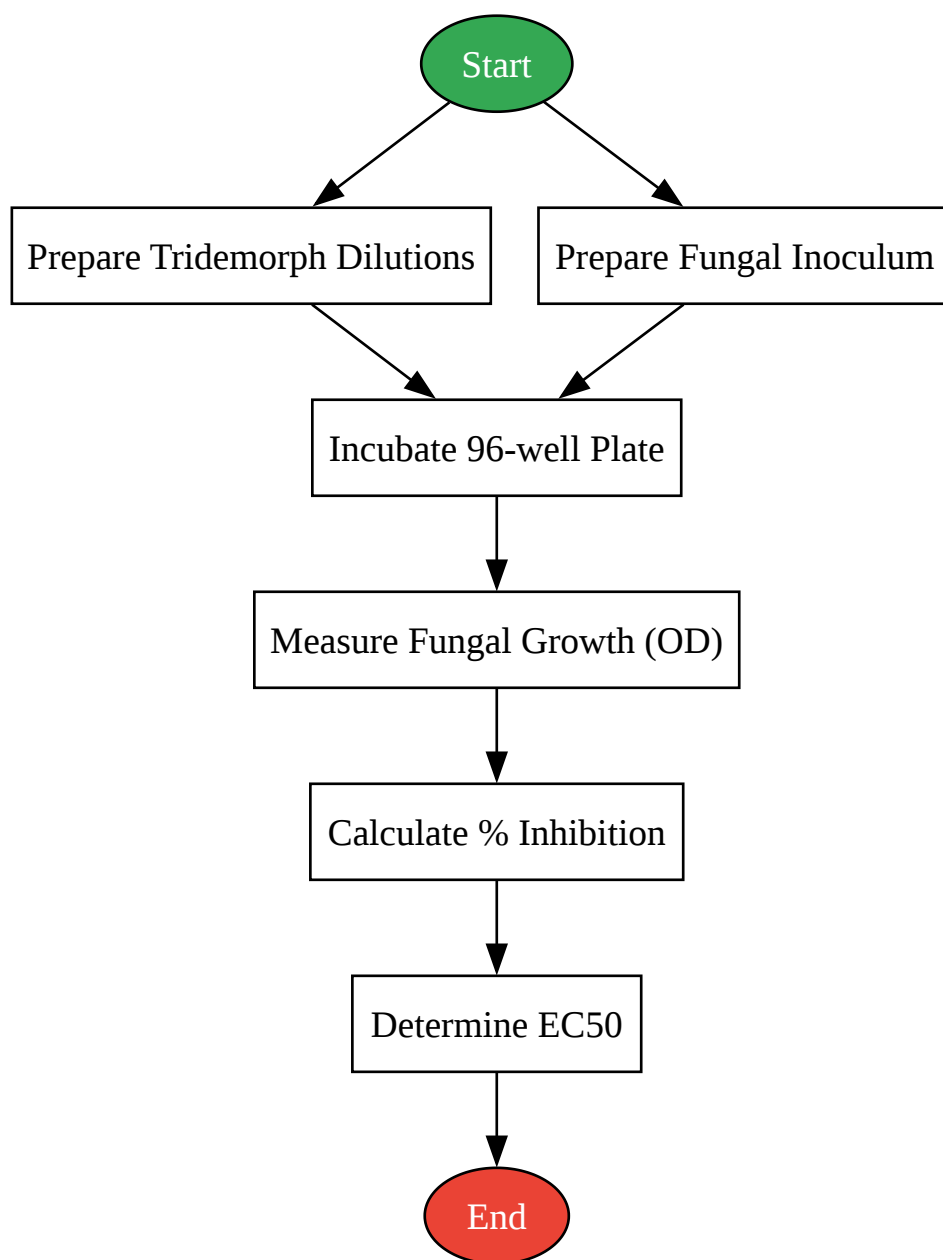 Start
Prepare Tridemorph Dilutions
Prepare Fungal Inoculum
Incubate 96-well Plate
Measure Fungal Growth (OD)
Calculate % Inhibition
Determine EC50
End